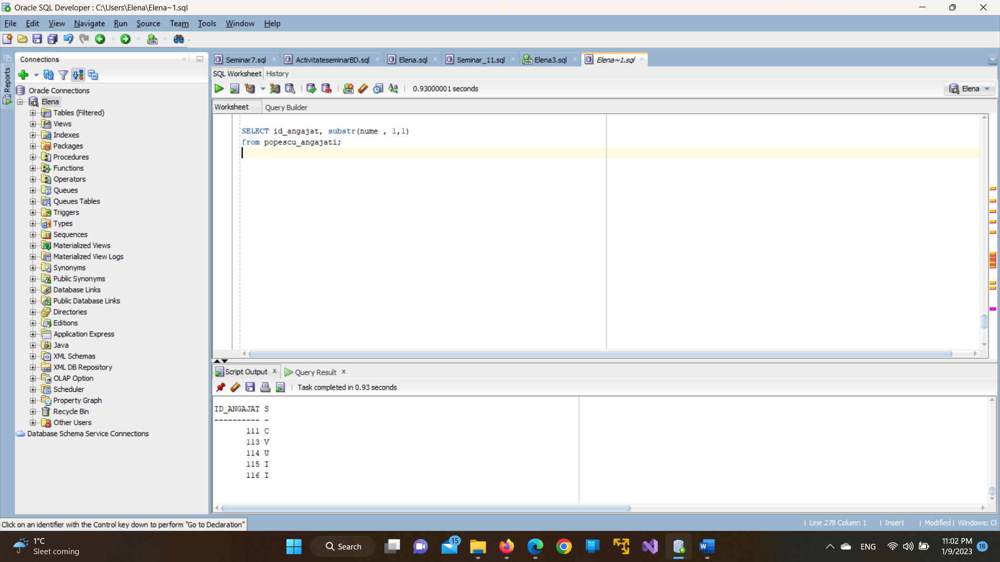 Oracle SQL Developer : C:\Users\Elena\Elena~1.sql
File Edit View Navigate Run Source Team Tools Window Help
Reports
Connections
Oracle Connections
Elena
Tables (Filtered)
Views
Indexes
Packages
Procedures
Functions
Operators
Queues
Queues Tables
Triggers
Types
Sequences
Materialized Views
Materialized View Logs
Synonyms
Public Synonyms
Database Links
Public Database Links
Directories
Editions
Application Express
Java
XML Schemas
XML DB Repository
OLAP Option
Scheduler
Property Graph
Recycle Bin
Other Users
Database Schema Service Connections
Seminar7.sql ActivitateseminarBD.sql Elena.sql Seminar_11.sql Elena3.sql Elena~1.sql
SQL Worksheet History
0.93000001 seconds
Elena
Worksheet Query Builder
SELECT id_angajat, substr(nume , 1,1)
from popescu_angajati;
Script Output x Query Result x
Task completed in 0.93 seconds
ID_ANGAJAT S
---------- -
111 C
113 V
114 U
115 I
116 I
Click on an identifier with the Control key down to perform "Go to Declaration"
| Line 278 Column 1 | Insert | Modified | Windows: CF
1°C
Sleet coming
Search
15
ENG
11:02 PM
1/9/2023
18